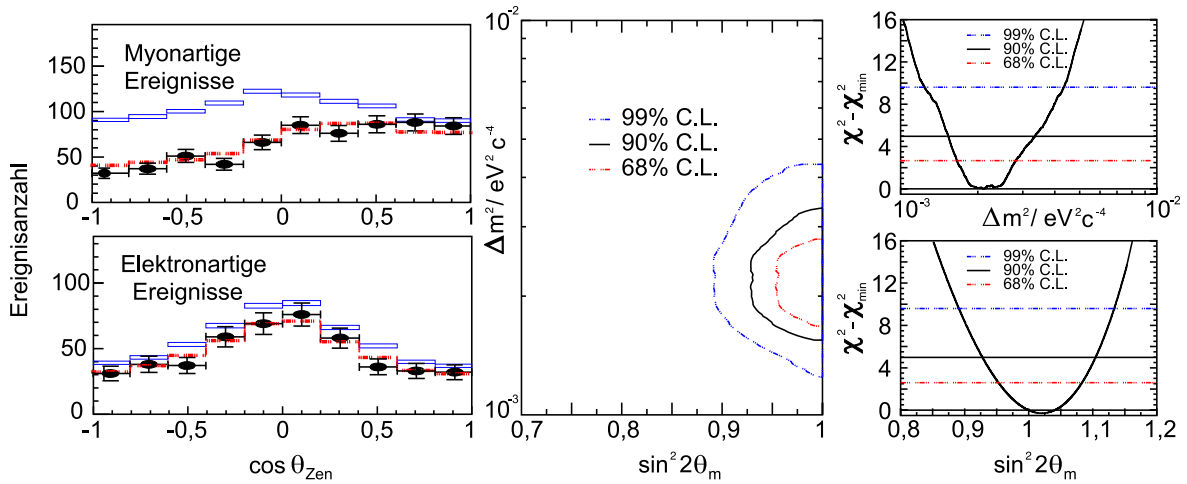 Ereignisanzahl
Myonartige
Ereignisse
150
100
50
0
-1
-0,5
0
0,5
1
Elektronartige
Ereignisse
100
50
0
-1
-0,5
0
0,5
1
cos θZen
Δm²/ eV²c⁻⁴
10⁻²
10⁻³
99% C.L.
90% C.L.
68% C.L.
0,7
0,8
0,9
1
sin² 2θm
χ²- χ²min
16
12
8
4
0
99% C.L.
90% C.L.
68% C.L.
10⁻³
Δm²/ eV²c⁻⁴
10⁻²
χ²- χ²min
16
12
8
4
0
99% C.L.
90% C.L.
68% C.L.
0,8
0,9
1
1,1
1,2
sin² 2θm